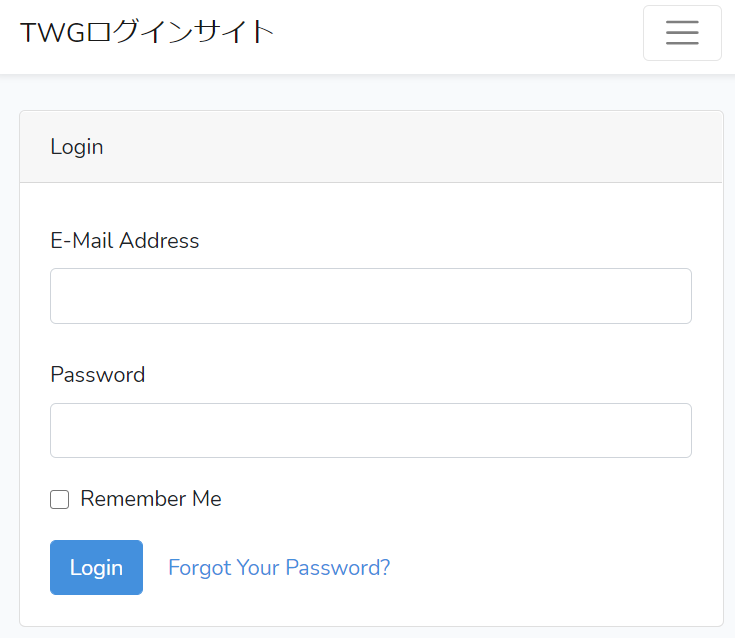 TWGログインサイト
Login
E-Mail Address
Password
Remember Me
Login Forgot Your Password?